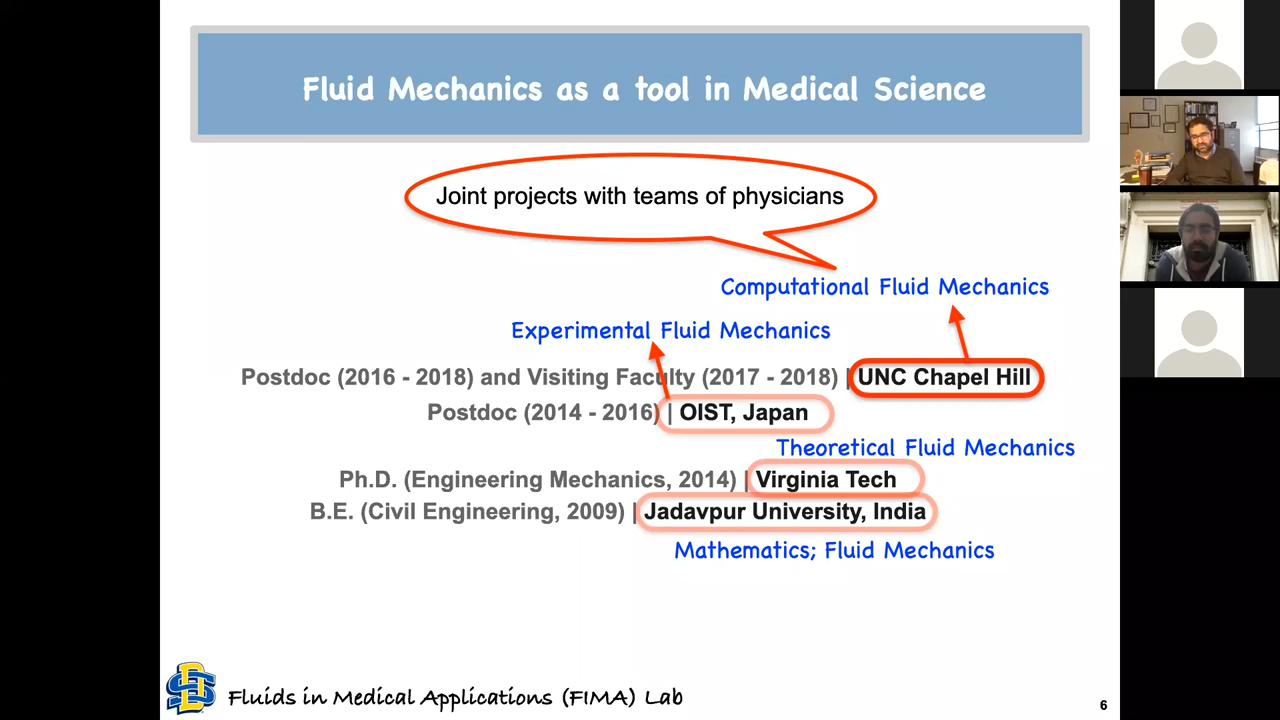 Fluid Mechanics as a tool in Medical Science
Joint projects with teams of physicians
Computational Fluid Mechanics
Experimental Fluid Mechanics
Postdoc (2016 - 2018) and Visiting Faculty (2017 - 2018) | UNC Chapel Hill
Postdoc (2014 - 2016) | OIST, Japan
Theoretical Fluid Mechanics
Ph.D. (Engineering Mechanics, 2014) | Virginia Tech
B.E. (Civil Engineering, 2009) | Jadavpur University, India
Mathematics; Fluid Mechanics
Fluids in Medical Applications (FIMA) Lab
6